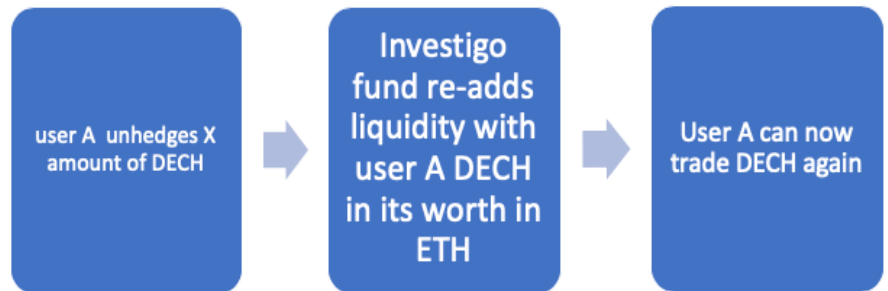 user A unhedges X
amount of DECH
Investigo
fund re-adds
liquidity with
user A DECH
in its worth in
ETH
User A can now
trade DECH again